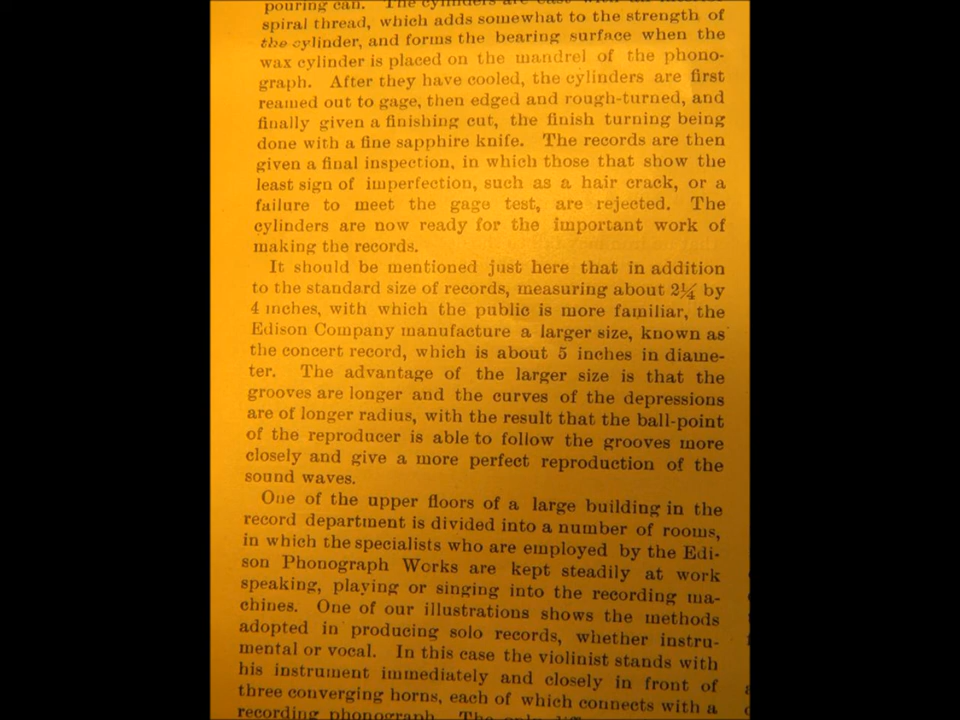 pouring can. The cylinders are cast with an interior
spiral thread, which adds somewhat to the strength of
the cylinder, and forms the bearing surface when the
wax cylinder is placed on the mandrel of the phono-
graph. After they have cooled, the cylinders are first
reamed out to gage, then edged and rough-turned, and
finally given a finishing cut, the finish turning being
done with a fine sapphire knife. The records are then
given a final inspection, in which those that show the
least sign of imperfection, such as a hair crack, or a
failure to meet the gage test, are rejected. The
cylinders are now ready for the important work of
making the records.
It should be mentioned just here that in addition
to the standard size of records, measuring about 2¼ by
4 inches, with which the public is more familiar, the
Edison Company manufacture a larger size, known as
the concert record, which is about 5 inches in diame-
ter. The advantage of the larger size is that the
grooves are longer and the curves of the depressions
are of longer radius, with the result that the ball-point
of the reproducer is able to follow the grooves more
closely and give a more perfect reproduction of the
sound waves.
One of the upper floors of a large building in the
record department is divided into a number of rooms,
in which the specialists who are employed by the Edi-
son Phonograph Works are kept steadily at work
speaking, playing or singing into the recording ma-
chines. One of our illustrations shows the methods
adopted in producing solo records, whether instru-
mental or vocal. In this case the violinist stands with
his instrument immediately and closely in front of
three converging horns, each of which connects with a
recording phonograph. The only